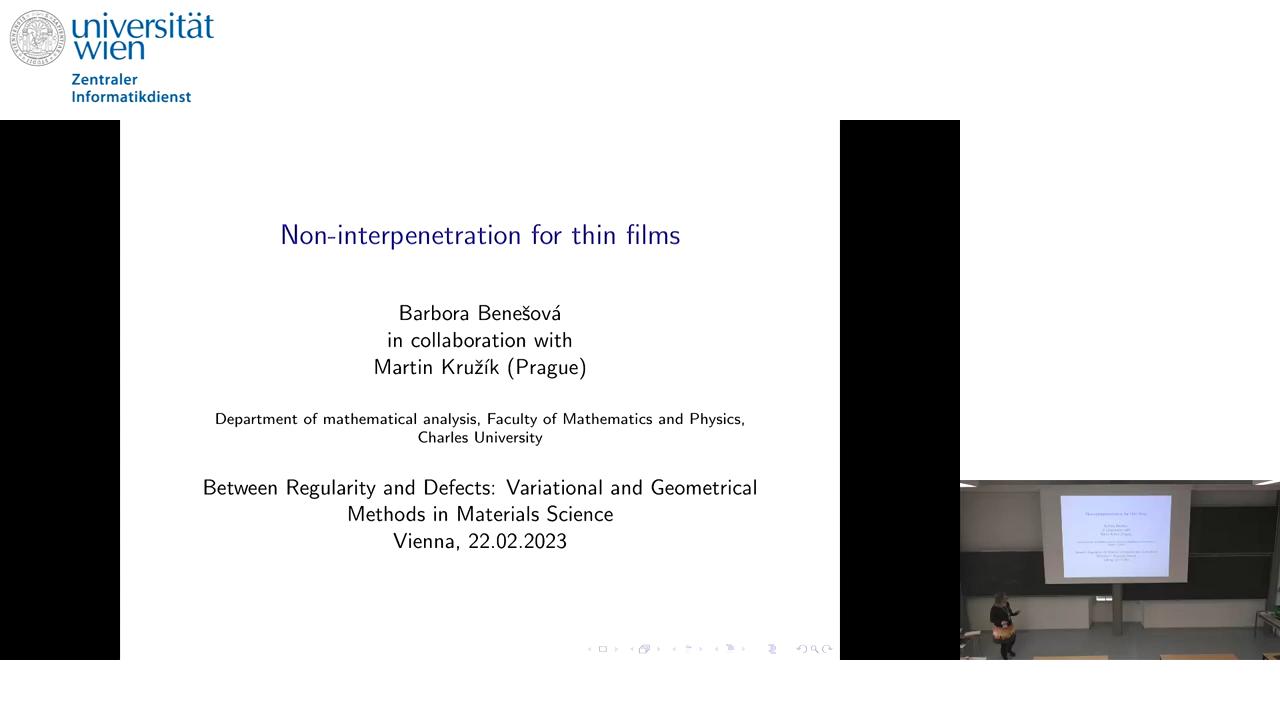 universität
wien
Zentraler
Informatikdienst
Non-interpenetration for thin films
Barbora Benešová
in collaboration with
Martin Kružík (Prague)
Department of mathematical analysis, Faculty of Mathematics and Physics,
Charles University
Between Regularity and Defects: Variational and Geometrical
Methods in Materials Science
Vienna, 22.02.2023